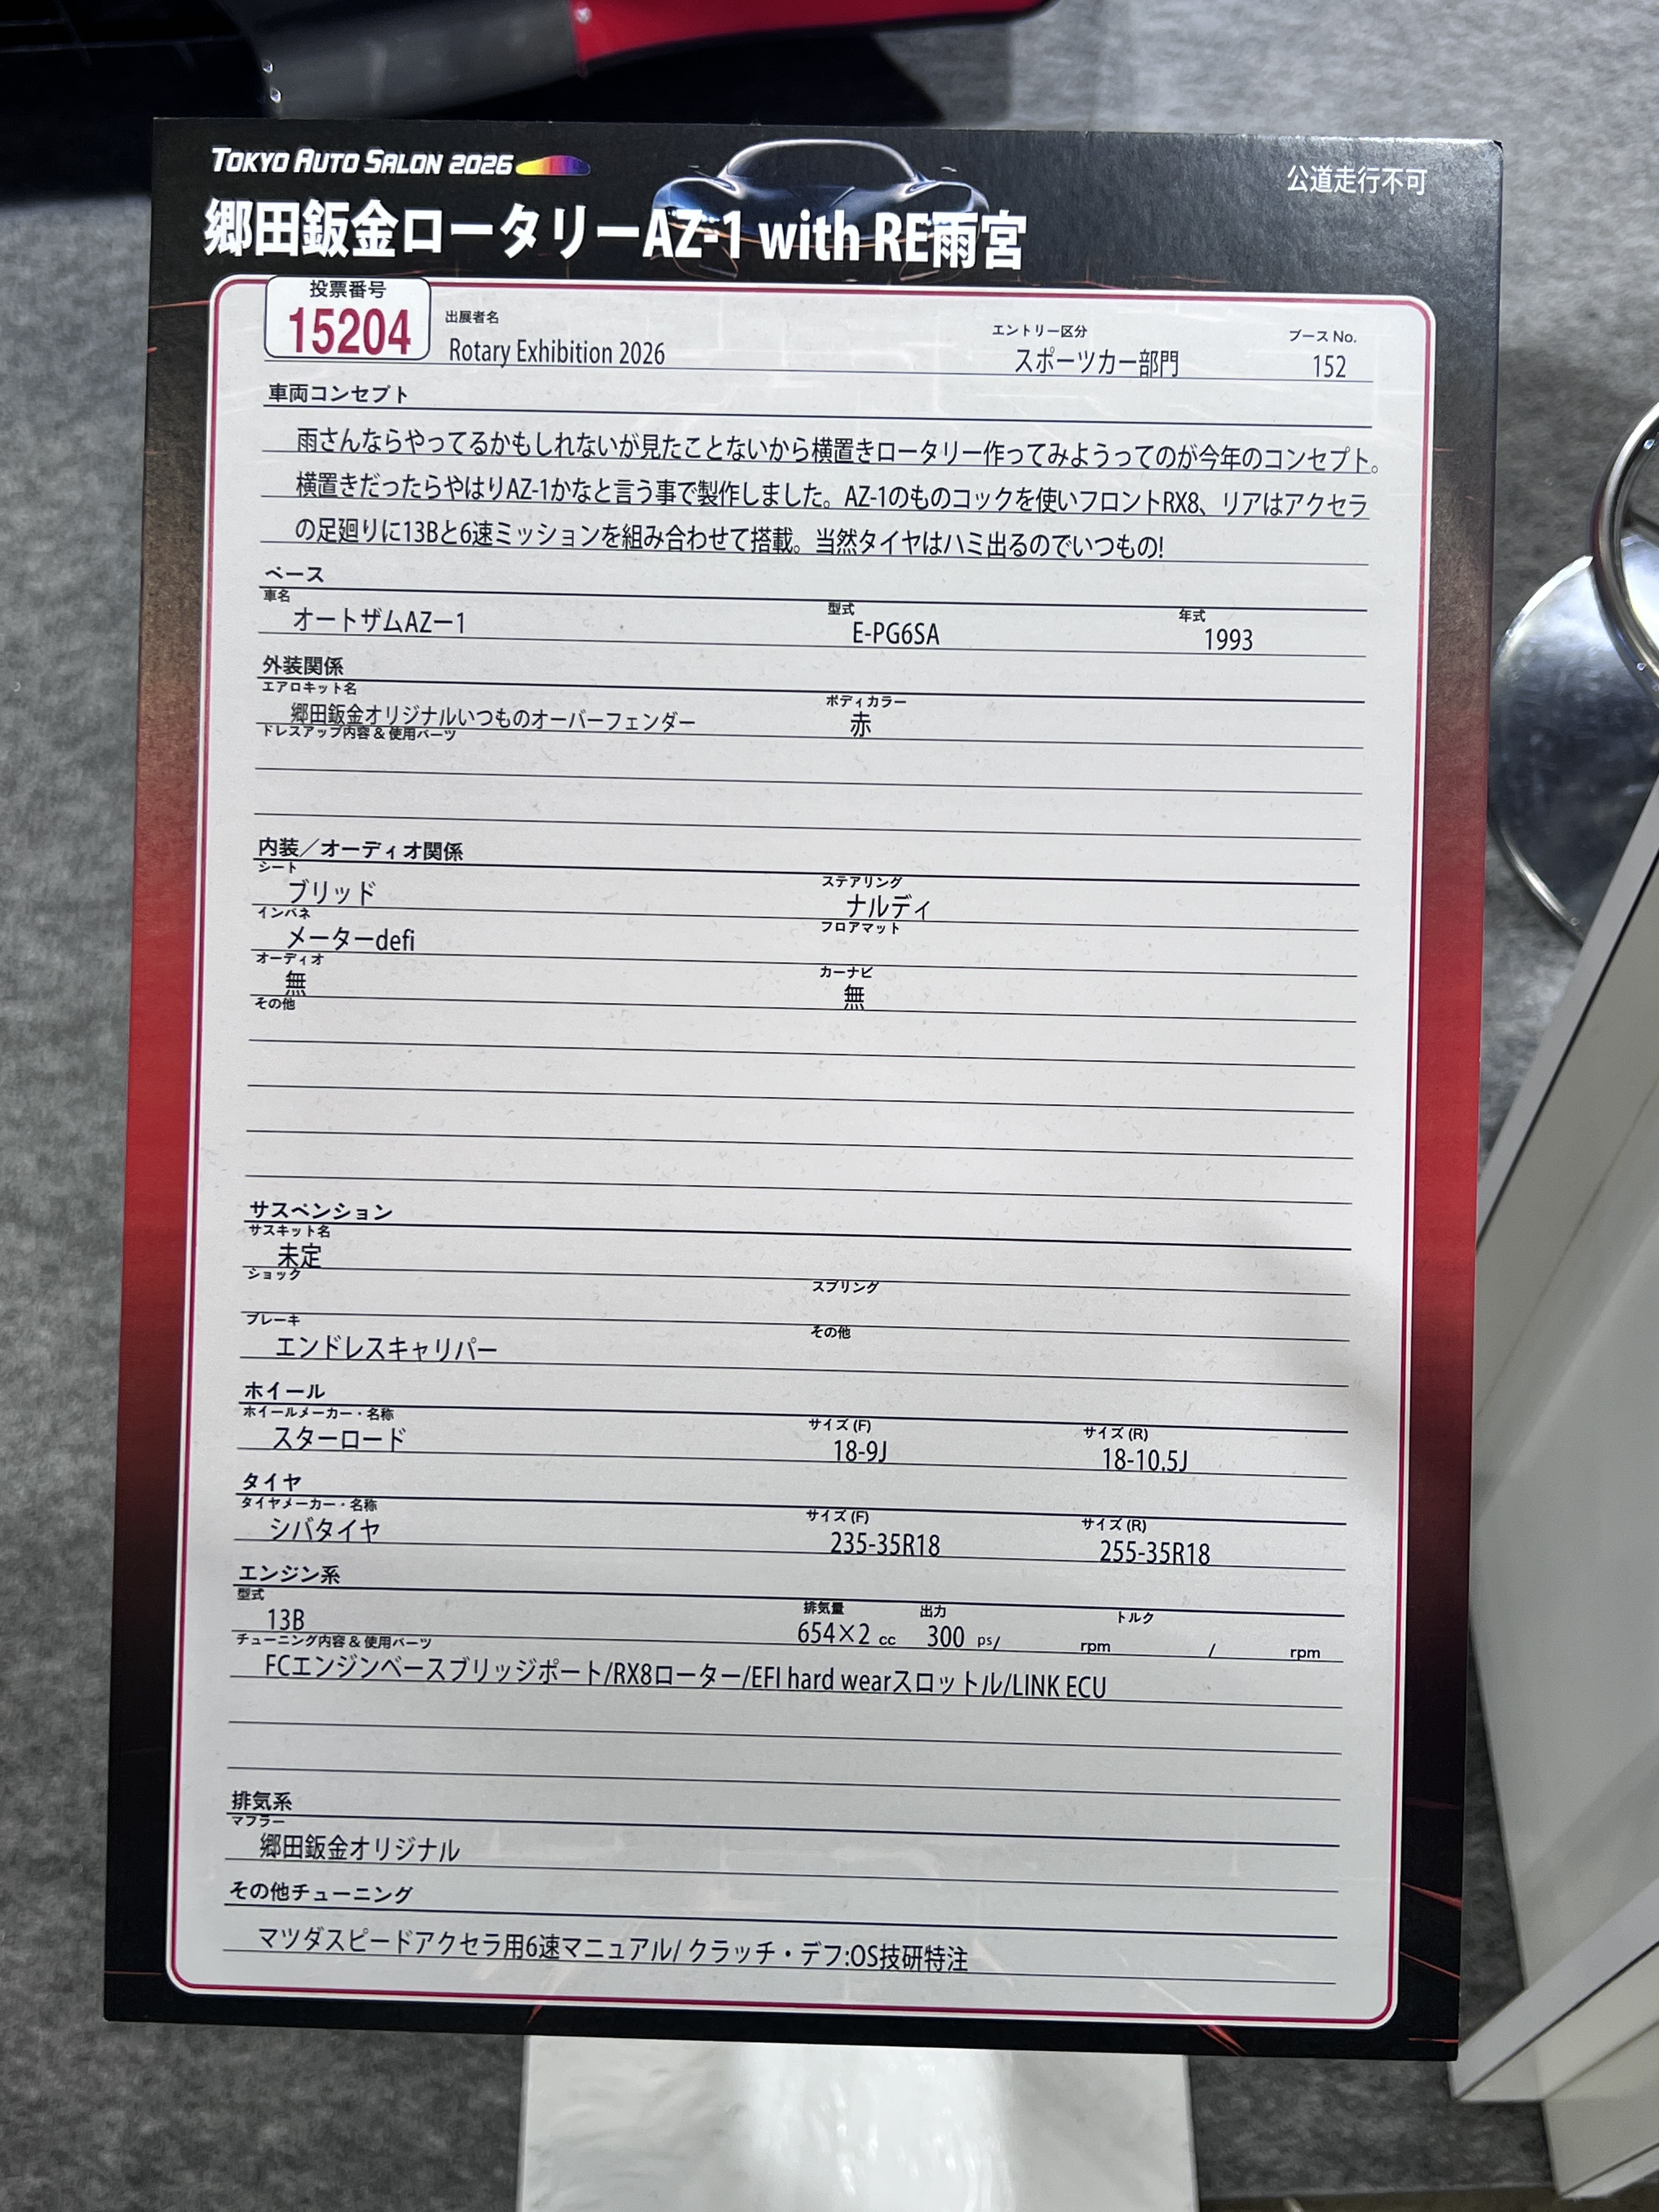 TOKYO AUTO SALON 2026
公道走行不可
郷田鈑金ロータリーAZ-1 with RE雨宮
投票番号
15204
出展者名
Rotary Exhibition 2026
エントリー区分
スポーツカー部門
ブース No.
152
車両コンセプト
雨さんならやってるかもしれないが見たことないから横置きロータリー作ってみようってのが今年のコンセプト。
横置きだったらやはりAZ-1かなと言う事で製作しました。AZ-1のものコックを使いフロントRX8、リアはアクセラ
の足廻りに13Bと6速ミッションを組み合わせて搭載。当然タイヤはハミ出るのでいつもの!
ベース
車名 型式 年式
オートザムAZー1 E-PG6SA 1993
外装関係
エアロキット名 ボディカラー
郷田鈑金オリジナルいつものオーバーフェンダー 赤
ドレスアップ内容 & 使用パーツ
内装／オーディオ関係
シート ステアリング
ブリッド ナルディ
インパネ フロアマット
メーターdefi
オーディオ カーナビ
無 無
その他
サスペンション
サスキット名
未定
ショック スプリング
ブレーキ その他
エンドレスキャリパー
ホイール
ホイールメーカー・名称 サイズ (F) サイズ (R)
スターロード 18-9J 18-10.5J
タイヤ
タイヤメーカー・名称 サイズ (F) サイズ (R)
シバタイヤ 235-35R18 255-35R18
エンジン系
型式 排気量 出力 トルク
13B 654×2 cc 300 ps/ rpm / rpm
チューニング内容 & 使用パーツ
FCエンジンベースブリッジポート/RX8ローター/EFI hard wearスロットル/LINK ECU
排気系
マフラー
郷田鈑金オリジナル
その他チューニング
マツダスピードアクセラ用6速マニュアル/ クラッチ・デフ:OS技研特注